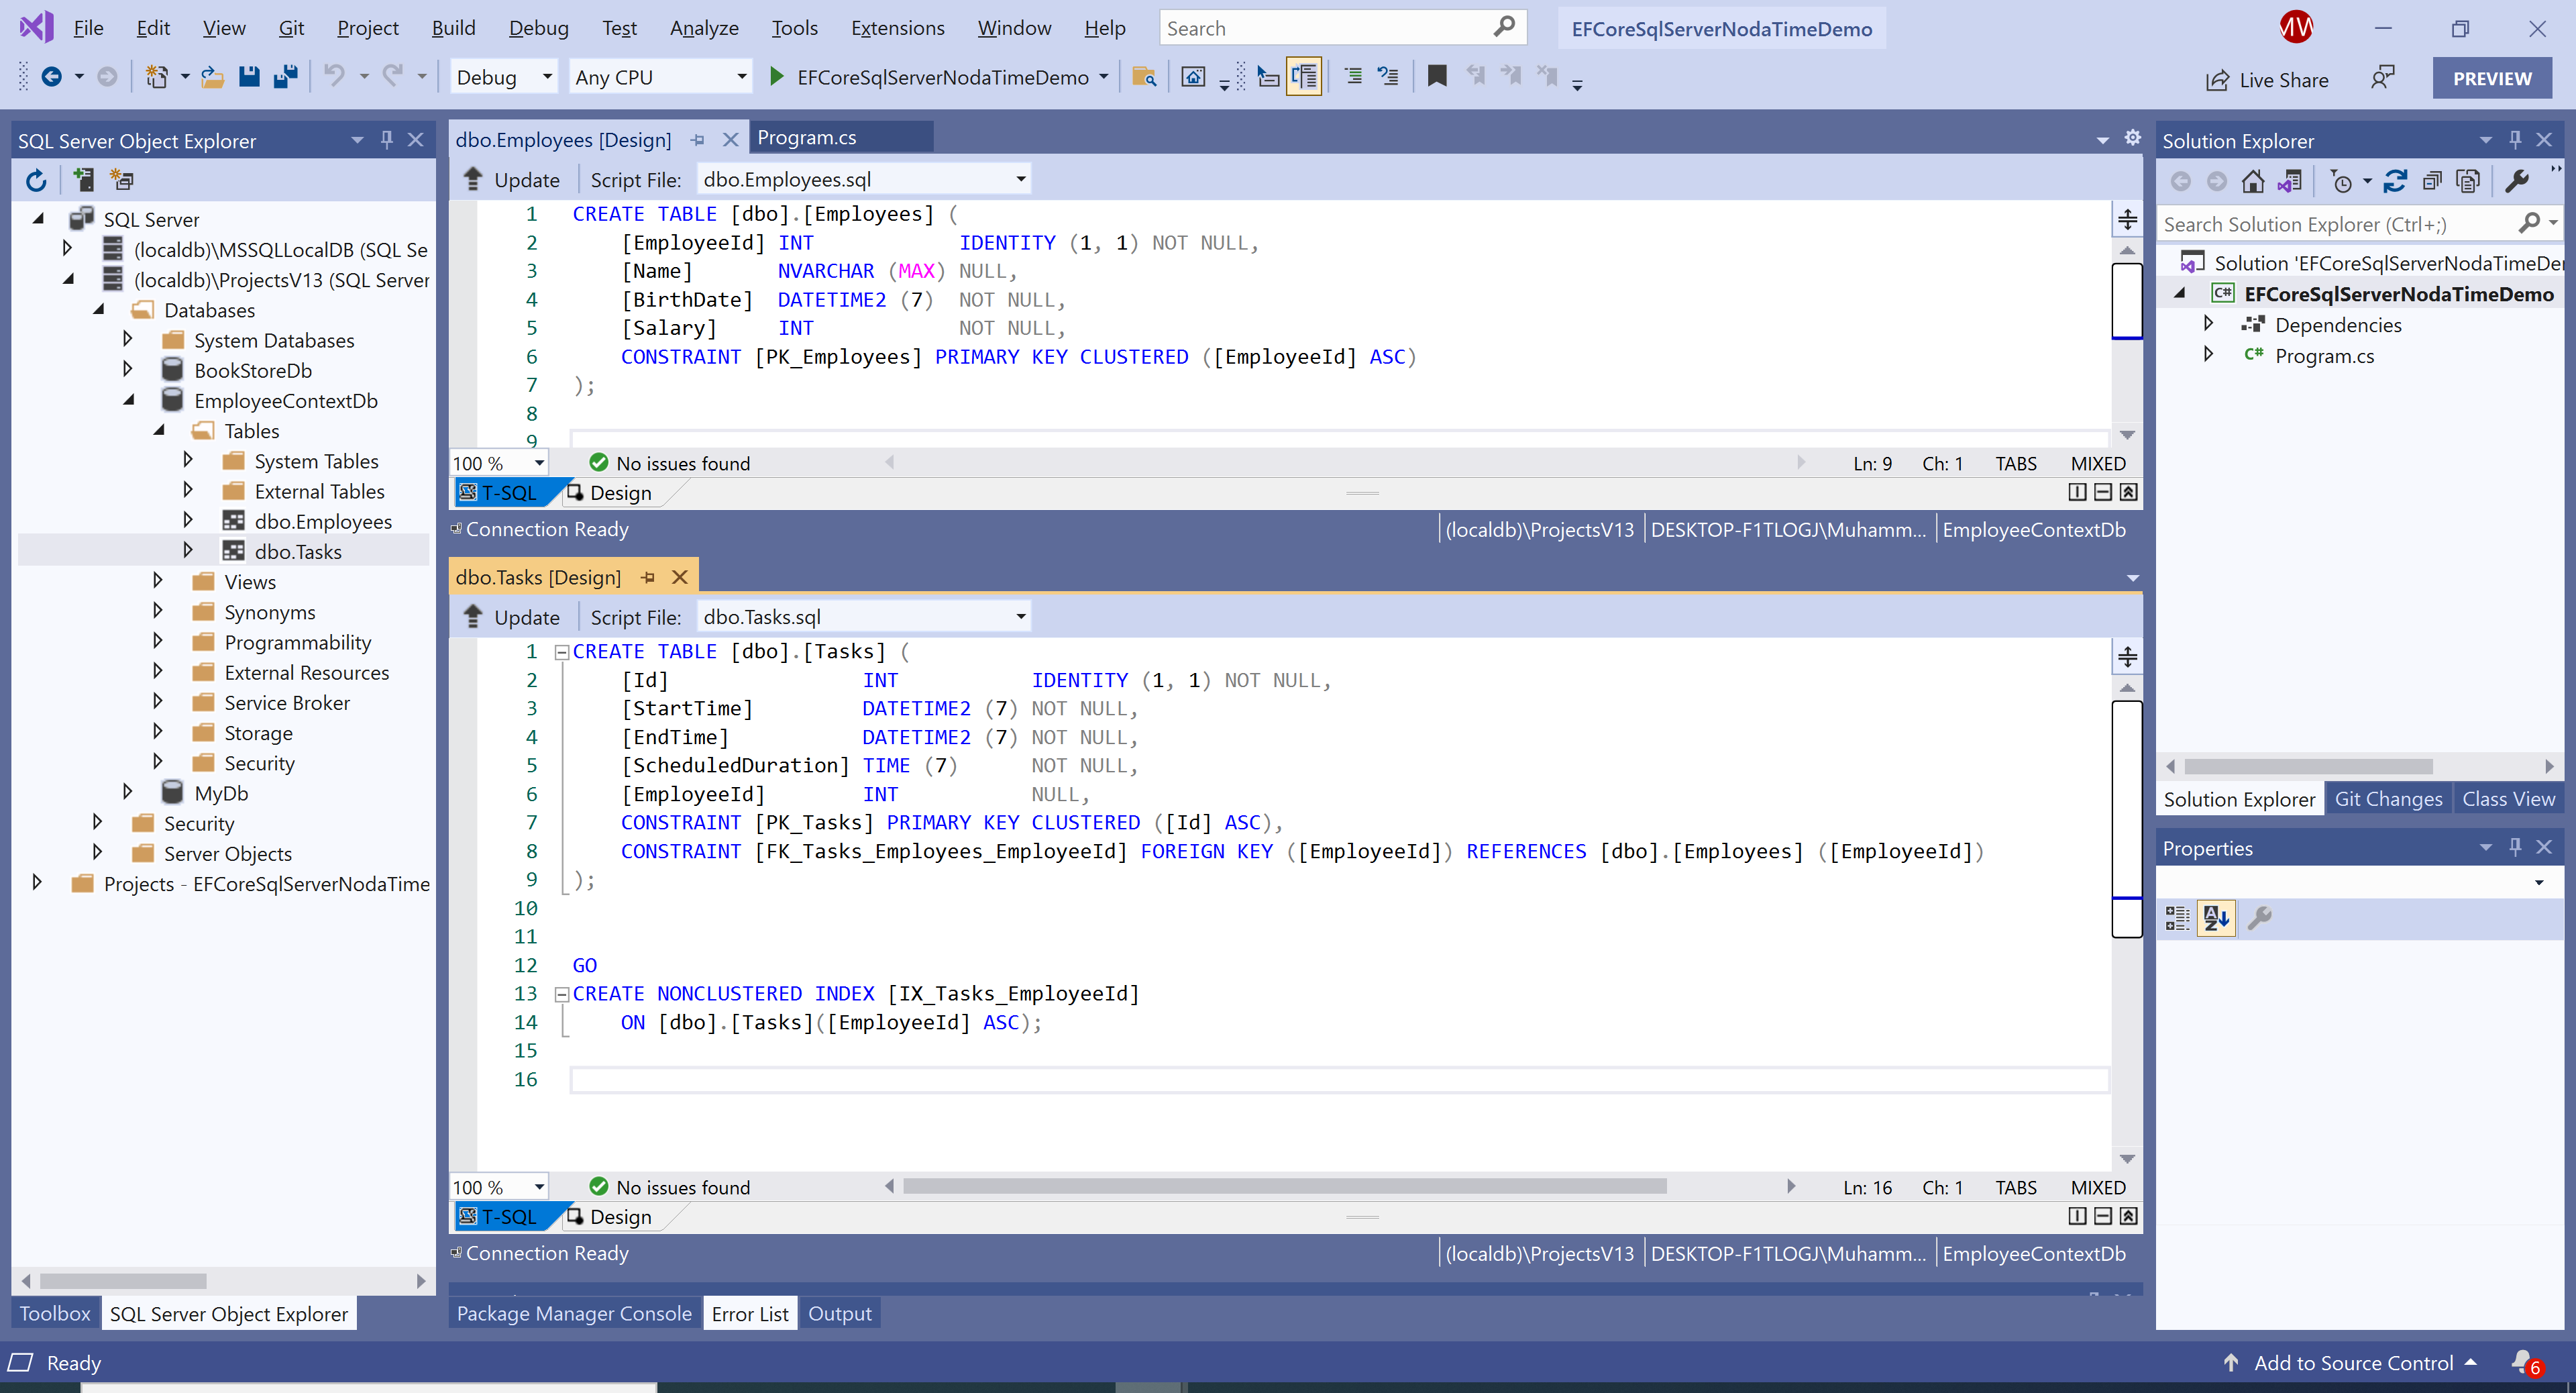 File Edit View Git Project Build Debug Test Analyze Tools Extensions Window Help Search EFCoreSqlServerNodaTimeDemo MW
Debug Any CPU EFCoreSqlServerNodaTimeDemo Live Share PREVIEW
SQL Server Object Explorer
SQL Server
(localdb)\MSSQLLocalDB (SQL Se
(localdb)\ProjectsV13 (SQL Server
Databases
System Databases
BookStoreDb
EmployeeContextDb
Tables
System Tables
External Tables
dbo.Employees
dbo.Tasks
Views
Synonyms
Programmability
External Resources
Service Broker
Storage
Security
MyDb
Security
Server Objects
Projects - EFCoreSqlServerNodaTime
Toolbox SQL Server Object Explorer
dbo.Employees [Design] Program.cs
Update Script File: dbo.Employees.sql
1 CREATE TABLE [dbo].[Employees] (
2 [EmployeeId] INT IDENTITY (1, 1) NOT NULL,
3 [Name] NVARCHAR (MAX) NULL,
4 [BirthDate] DATETIME2 (7) NOT NULL,
5 [Salary] INT NOT NULL,
6 CONSTRAINT [PK_Employees] PRIMARY KEY CLUSTERED ([EmployeeId] ASC)
7 );
8
9
100 % No issues found Ln: 9 Ch: 1 TABS MIXED
T-SQL Design
Connection Ready (localdb)\ProjectsV13 DESKTOP-F1TLOGJ\Muhamm... EmployeeContextDb
dbo.Tasks [Design]
Update Script File: dbo.Tasks.sql
1 CREATE TABLE [dbo].[Tasks] (
2 [Id] INT IDENTITY (1, 1) NOT NULL,
3 [StartTime] DATETIME2 (7) NOT NULL,
4 [EndTime] DATETIME2 (7) NOT NULL,
5 [ScheduledDuration] TIME (7) NOT NULL,
6 [EmployeeId] INT NULL,
7 CONSTRAINT [PK_Tasks] PRIMARY KEY CLUSTERED ([Id] ASC),
8 CONSTRAINT [FK_Tasks_Employees_EmployeeId] FOREIGN KEY ([EmployeeId]) REFERENCES [dbo].[Employees] ([EmployeeId])
9 );
10
11
12 GO
13 CREATE NONCLUSTERED INDEX [IX_Tasks_EmployeeId]
14 ON [dbo].[Tasks]([EmployeeId] ASC);
15
16
100 % No issues found Ln: 16 Ch: 1 TABS MIXED
T-SQL Design
Connection Ready (localdb)\ProjectsV13 DESKTOP-F1TLOGJ\Muhamm... EmployeeContextDb
Package Manager Console Error List Output
Solution Explorer
Search Solution Explorer (Ctrl+;)
Solution 'EFCoreSqlServerNodaTimeDe
EFCoreSqlServerNodaTimeDemo
Dependencies
C# Program.cs
Solution Explorer Git Changes Class View
Properties
Ready Add to Source Control 6